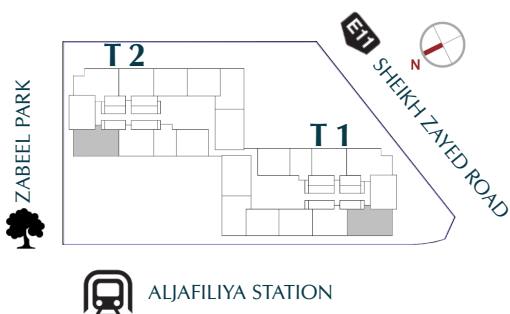 E11
T 2
N
SHEIKH ZAYED ROAD
ZABEEL PARK
T 1
ALJAFILIYA STATION